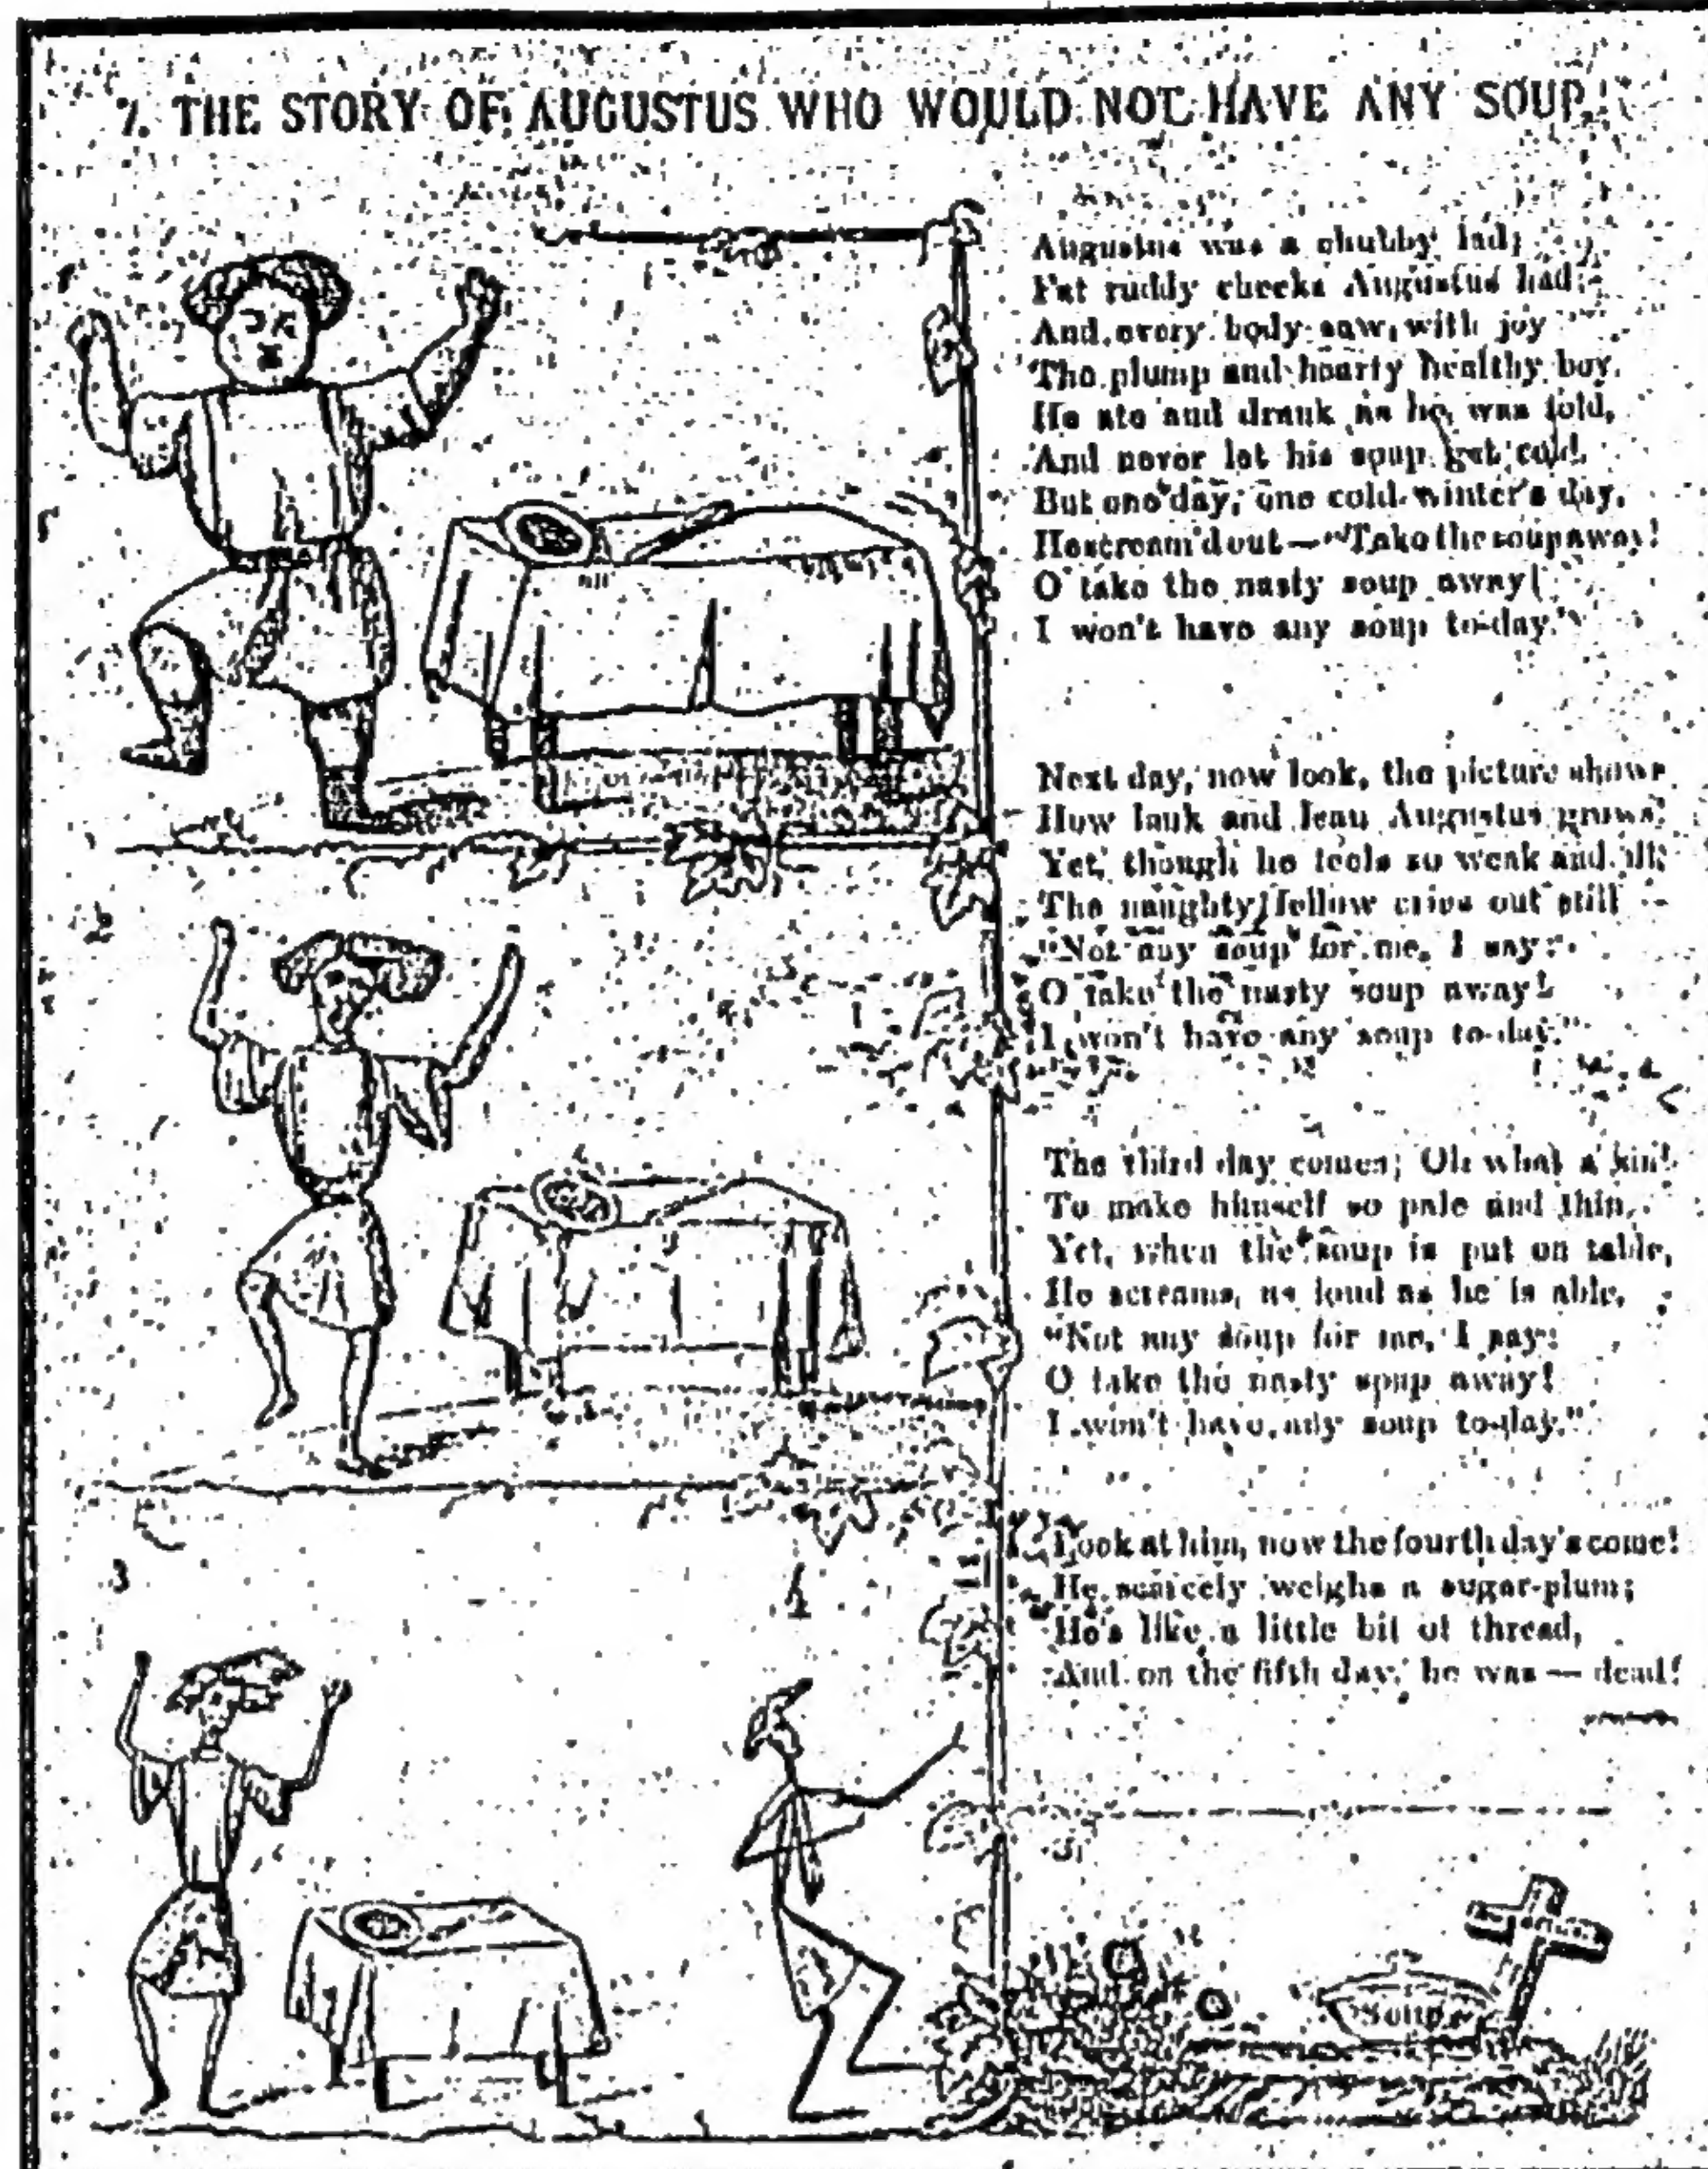 7. THE STORY OF AUGUSTUS WHO WOULD NOT HAVE ANY SOUP.
Augustus was a chubby lad;
Fat ruddy cheeks Augustus had;
And every body saw, with joy
The plump and hearty healthy boy.
He ate and drank as he was told,
And never let his soup get cold.
But one day, one cold winter's day,
He scream'd out—"Take the soup away!
O take the nasty soup away!
I won't have any soup to-day."
2
Next day, now look, the picture shows
How lank and lean Augustus grows!
Yet, though he feels so weak and ill,
The naughty fellow cries out still
"Not any soup for me, I say:
O take the nasty soup away!
I won't have any soup to-day."
The third day comes; Oh what a sin!
To make himself so pale and thin.
Yet, when the soup is put on table,
He screams, as loud as he is able,
"Not any soup for me, I say:
O take the nasty soup away!
I won't have any soup to-day."
3
4
Look at him, now the fourth day's come!
He scarcely weighs a sugar-plum;
He's like a little bit of thread,
And on the fifth day, he was — dead!
5
Soup